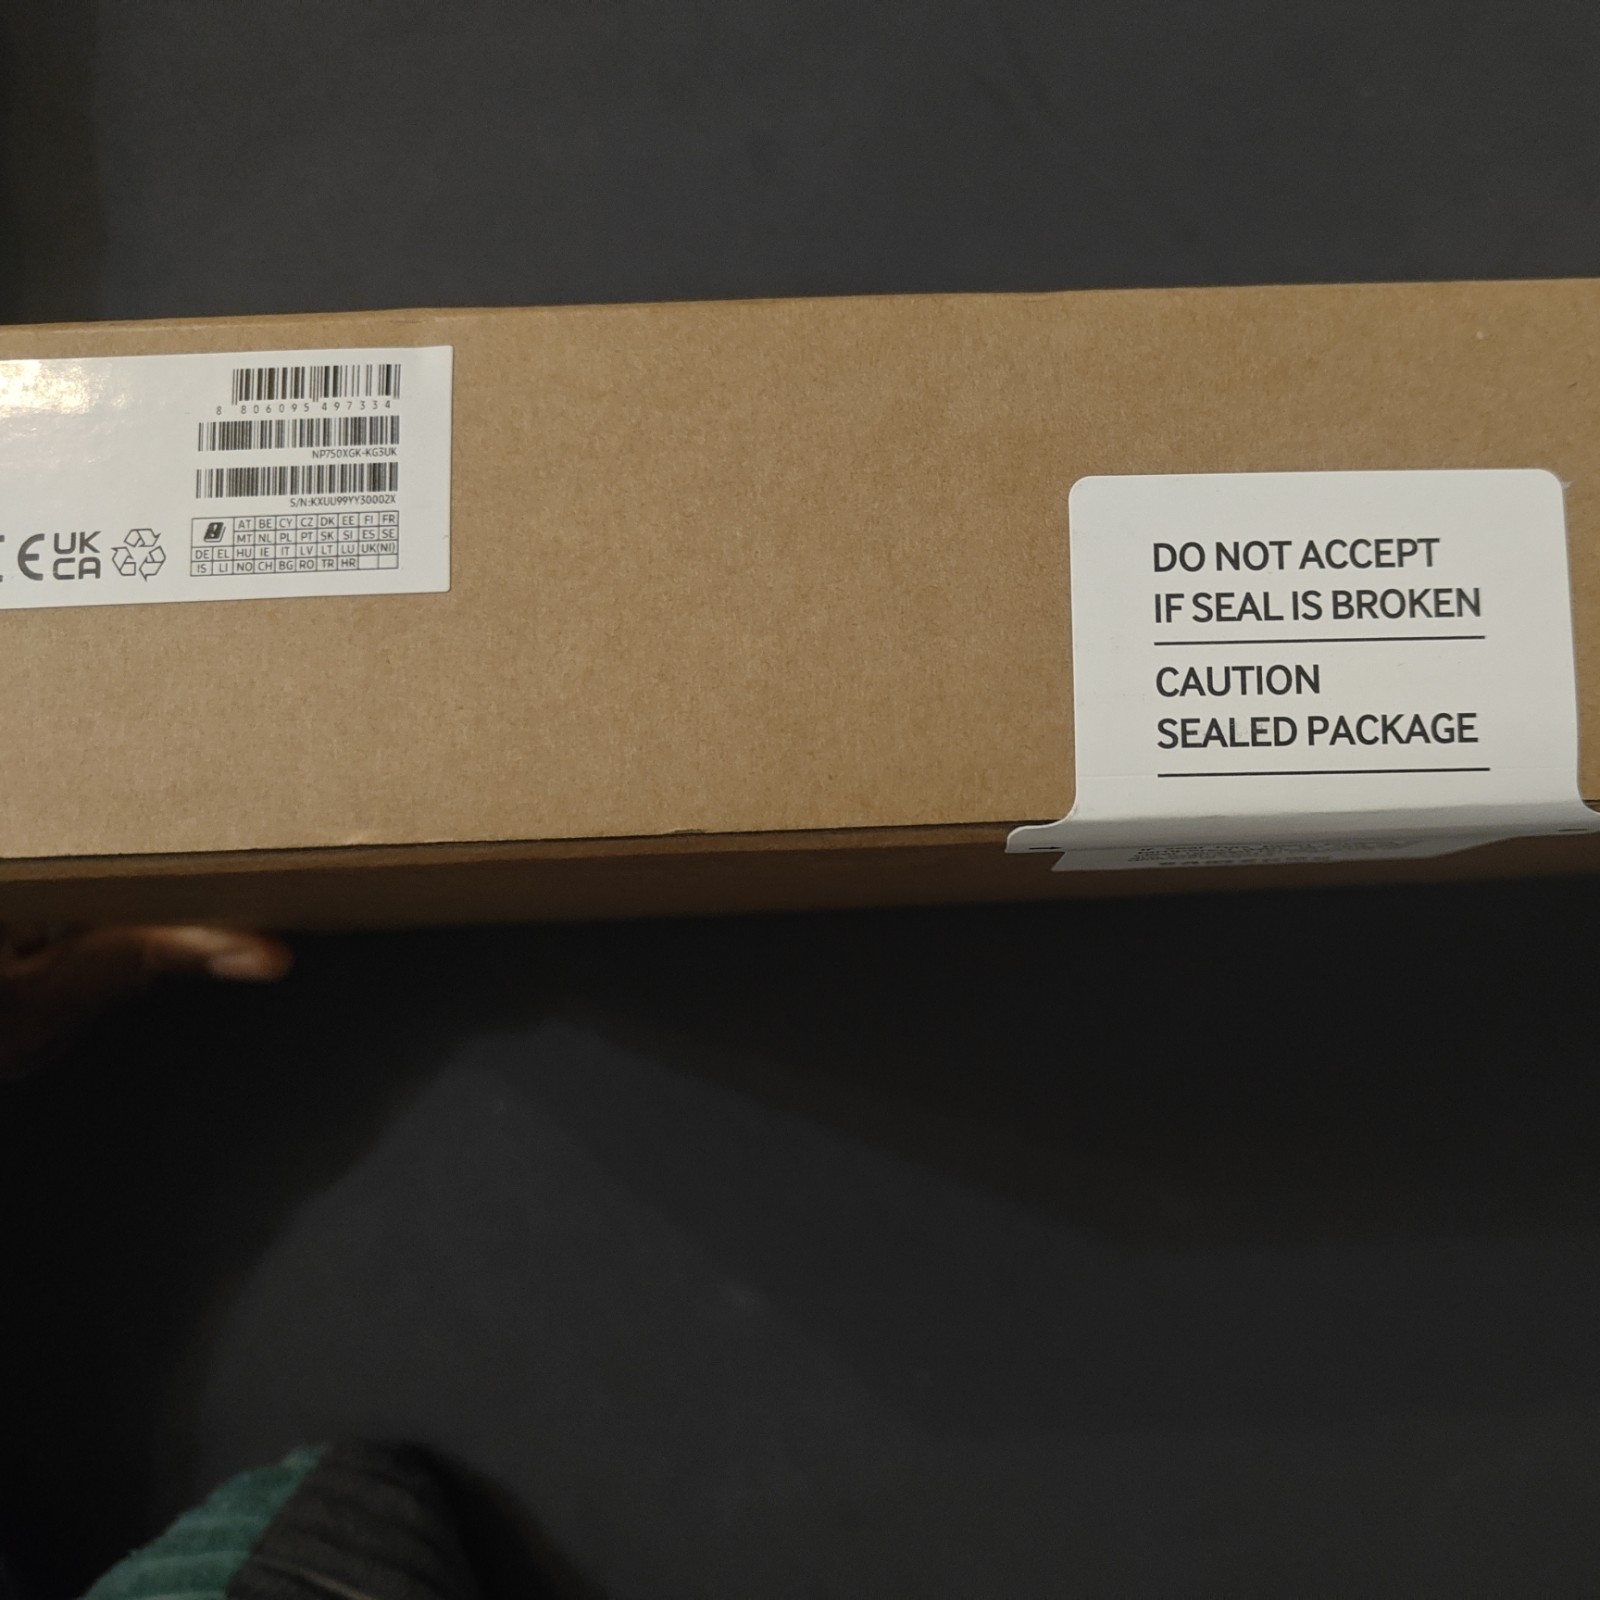 8 806095 497334
NP750XGK-KG3UK
S/N:KXUU99YY30002X
CE UK CA
AT BE CY CZ DK EE FI FR
MT NL PL PT SK SI ES SE
DE EL HU IE IT LV LT LU UK(NI)
IS LI NO CH BG RO TR HR
DO NOT ACCEPT
IF SEAL IS BROKEN
CAUTION
SEALED PACKAGE